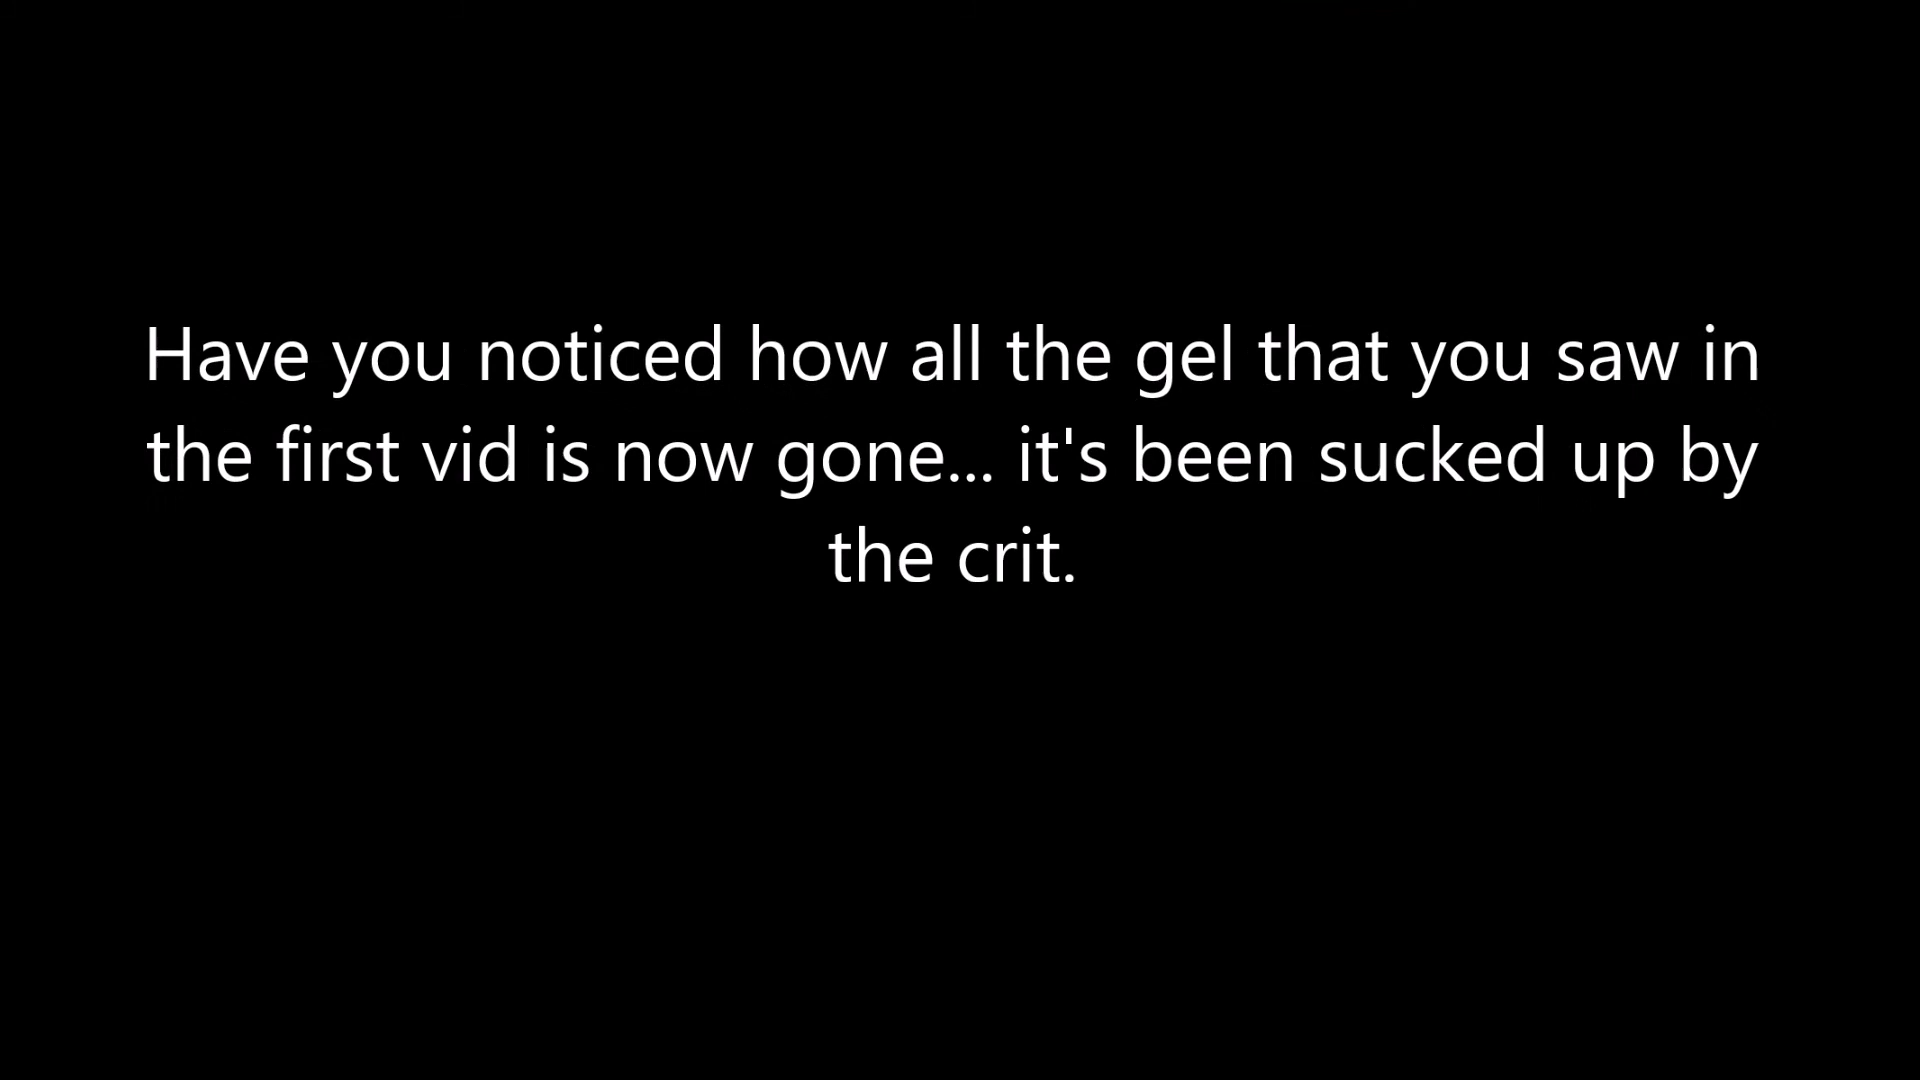 Have you noticed how all the gel that you saw in
the first vid is now gone... it's been sucked up by
the crit.